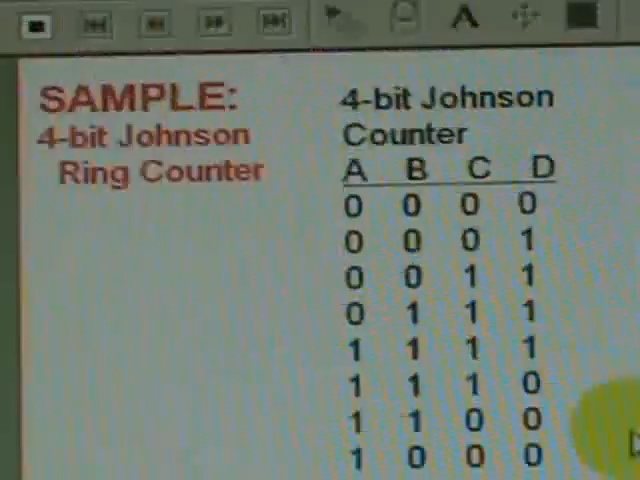 SAMPLE:
4-bit Johnson
Ring Counter
4-bit Johnson
Counter
A B C D
0 0 0 0
0 0 0 1
0 0 1 1
0 1 1 1
1 1 1 1
1 1 1 0
1 1 0 0
1 0 0 0